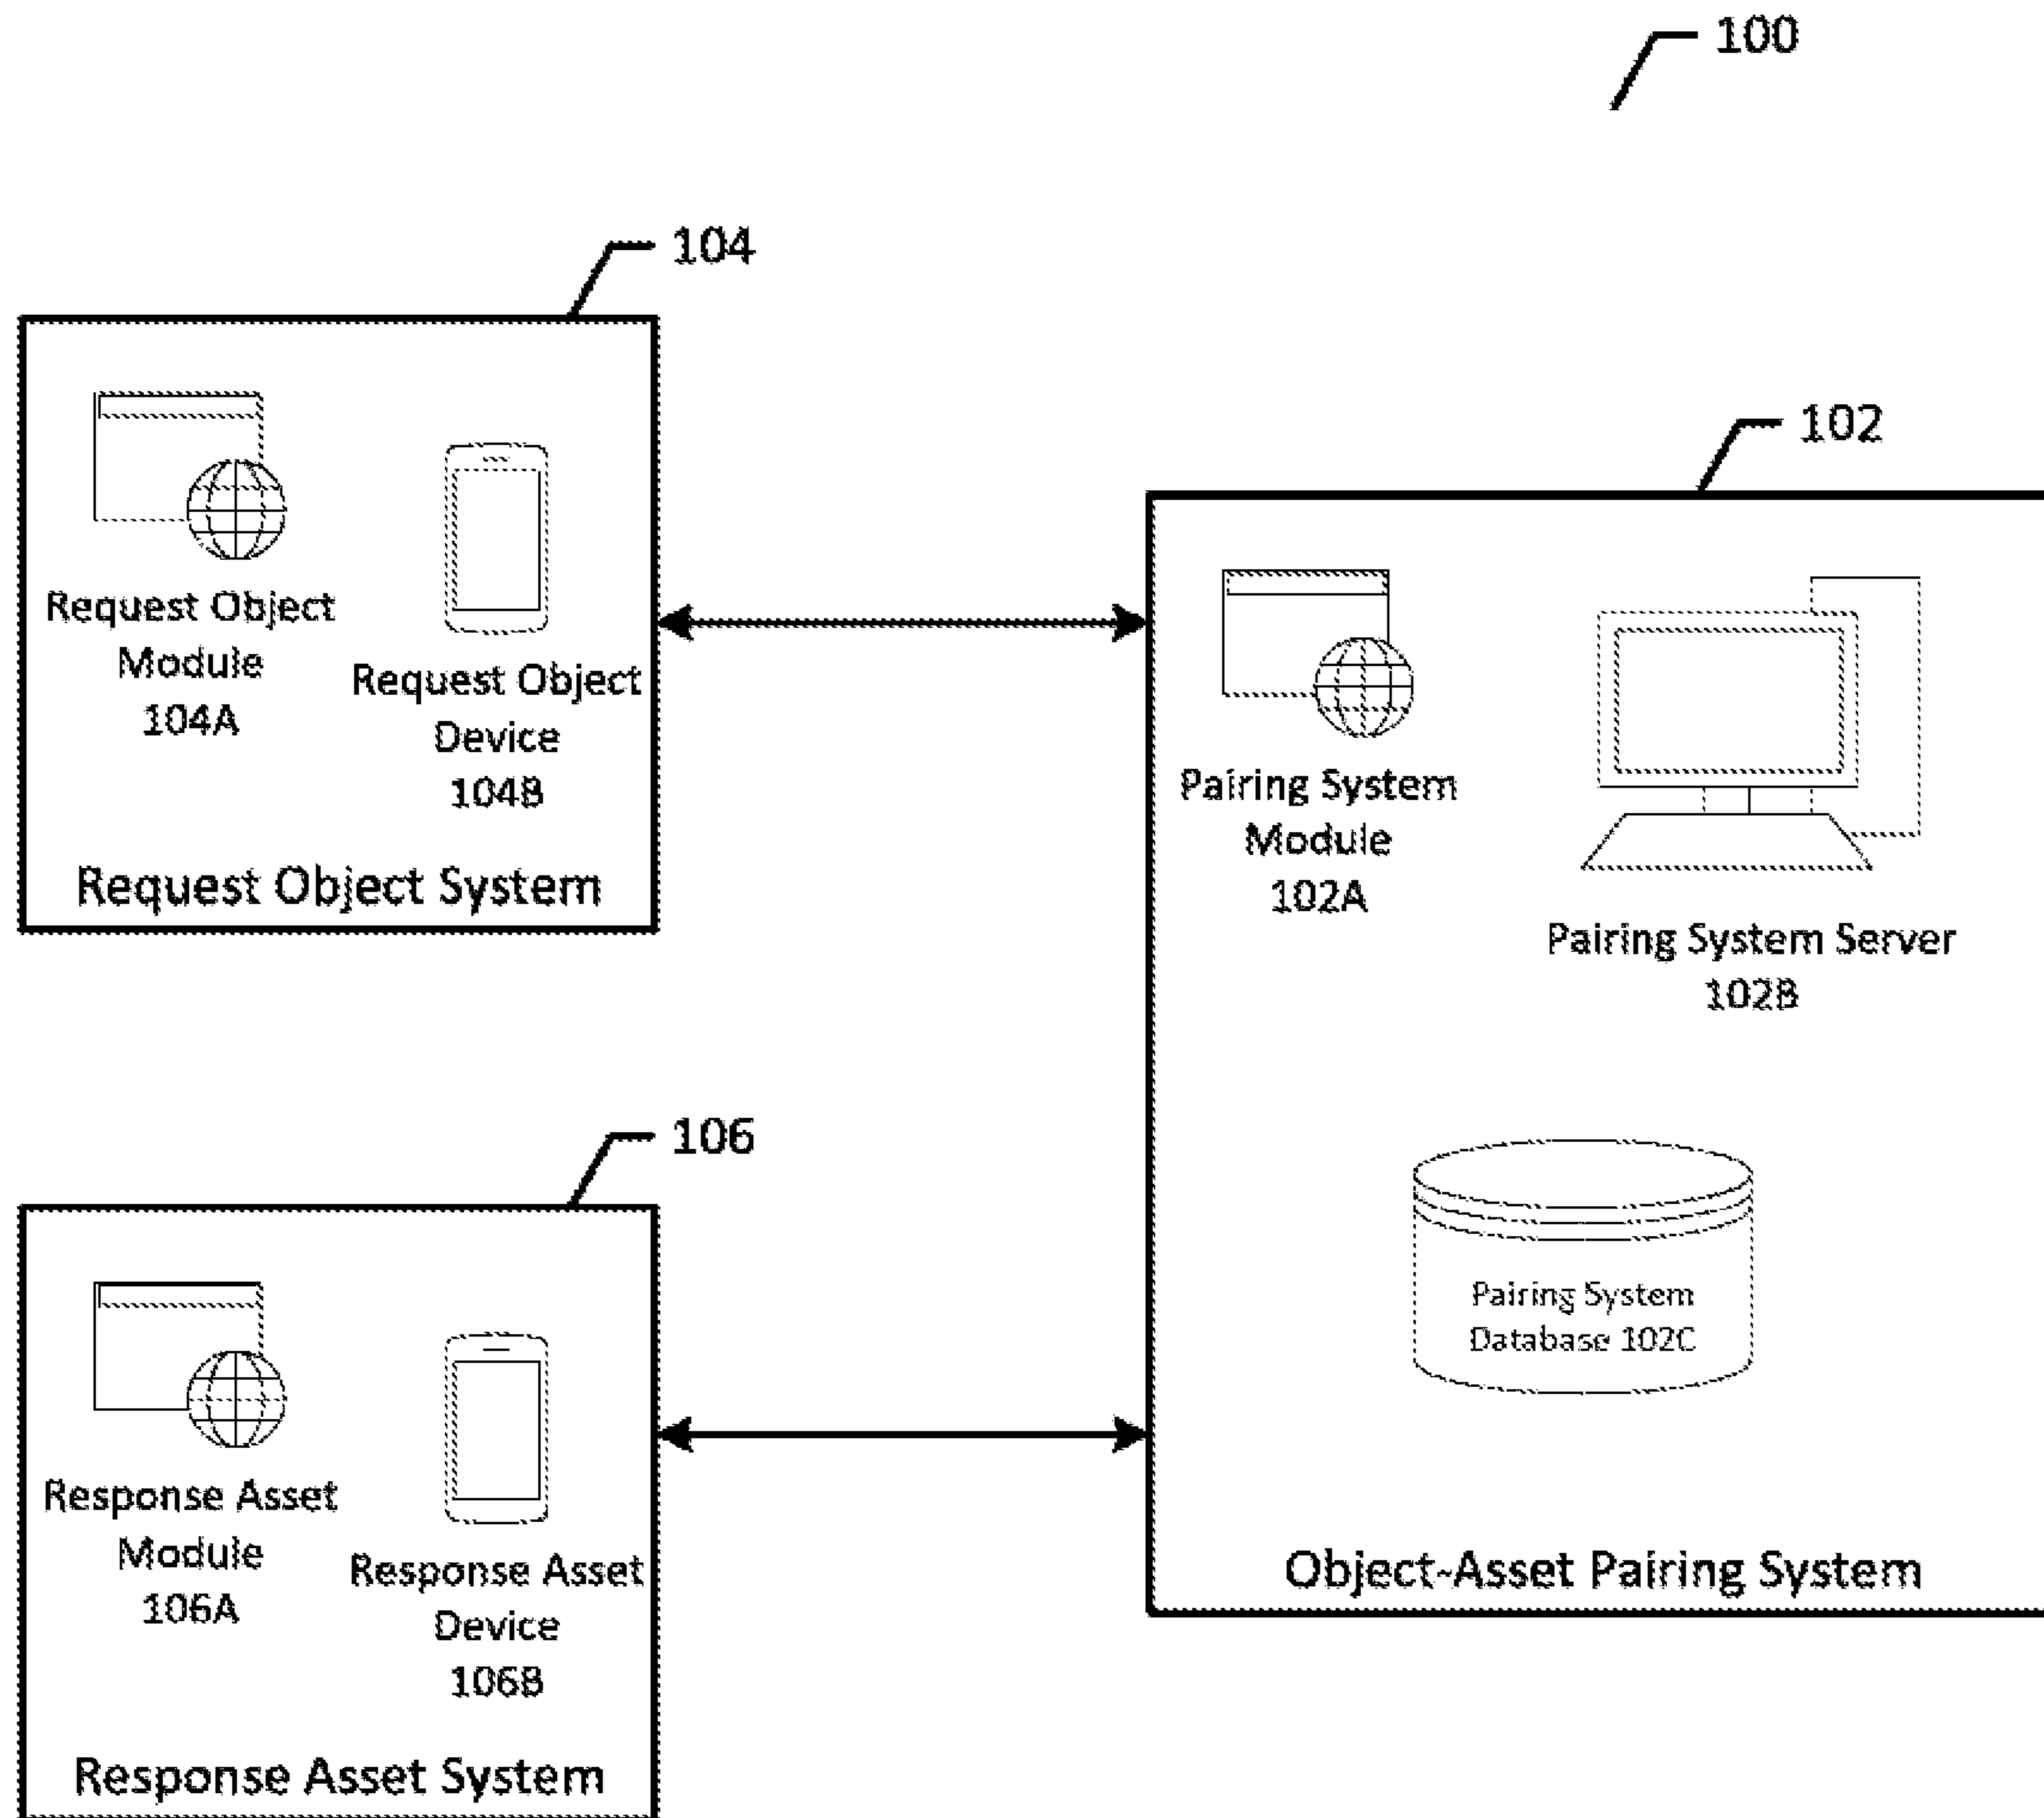 100
104
Request Object
Module
104A
Request Object
Device
104B
Request Object System
102
Pairing System
Module
102A
Pairing System Server
102B
Pairing System
Database 102C
Object-Asset Pairing System
106
Response Asset
Module
106A
Response Asset
Device
106B
Response Asset System